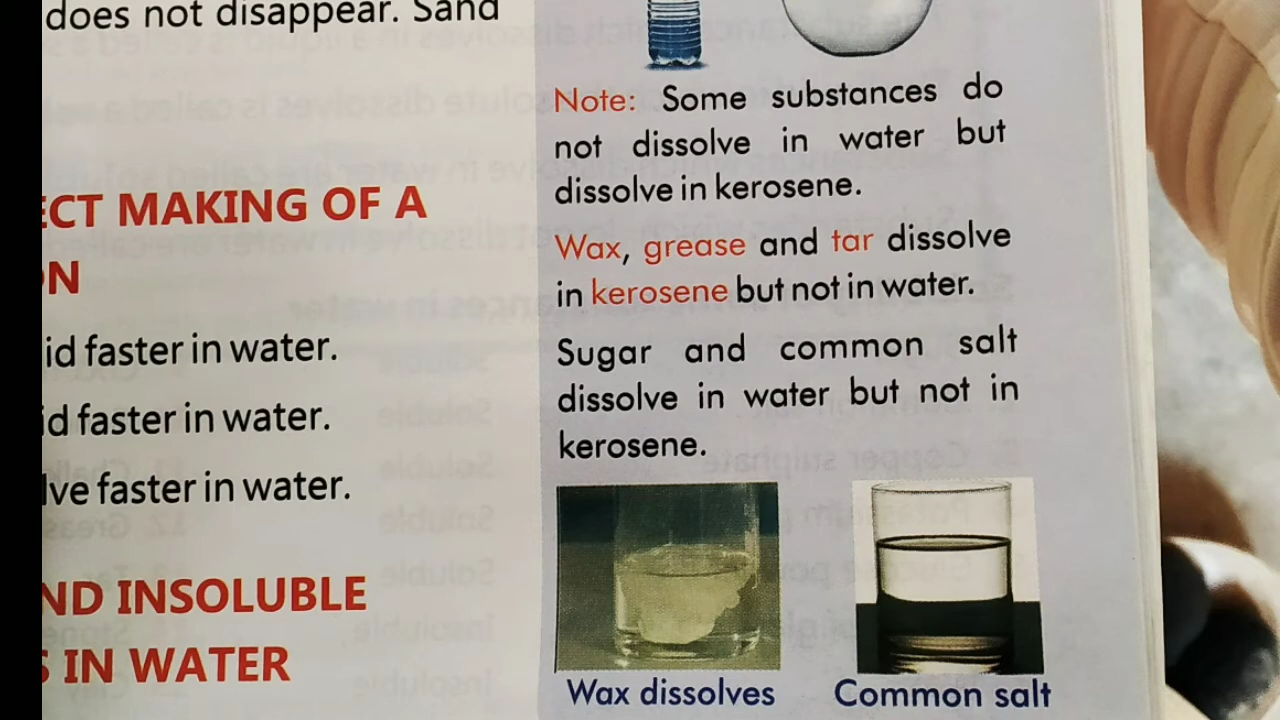 does not disappear. Sand
ECT MAKING OF A
ON
id faster in water.
id faster in water.
lve faster in water.
ND INSOLUBLE
S IN WATER
Note: Some substances do
not dissolve in water but
dissolve in kerosene.
Wax, grease and tar dissolve
in kerosene but not in water.
Sugar and common salt
dissolve in water but not in
kerosene.
Wax dissolves
Common salt